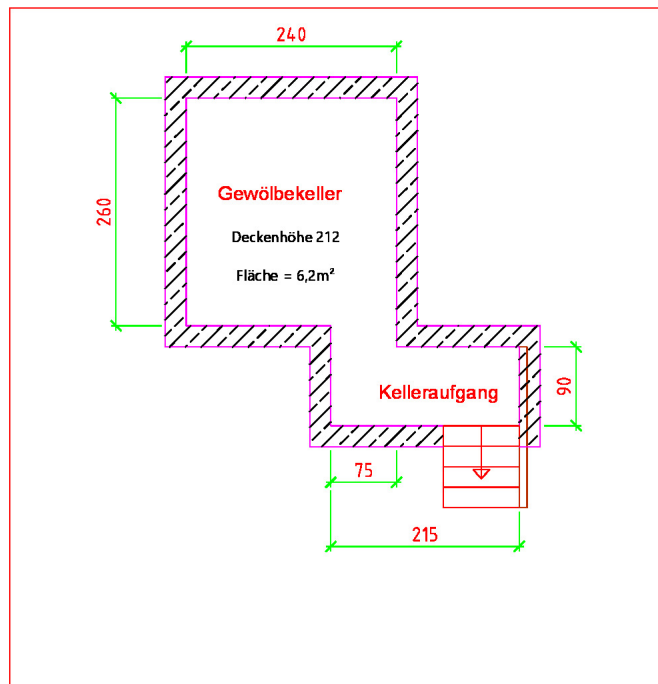 240
260
Gewölbekeller
Deckenhöhe 212
Fläche = 6,2m²
Kelleraufgang
90
75
215